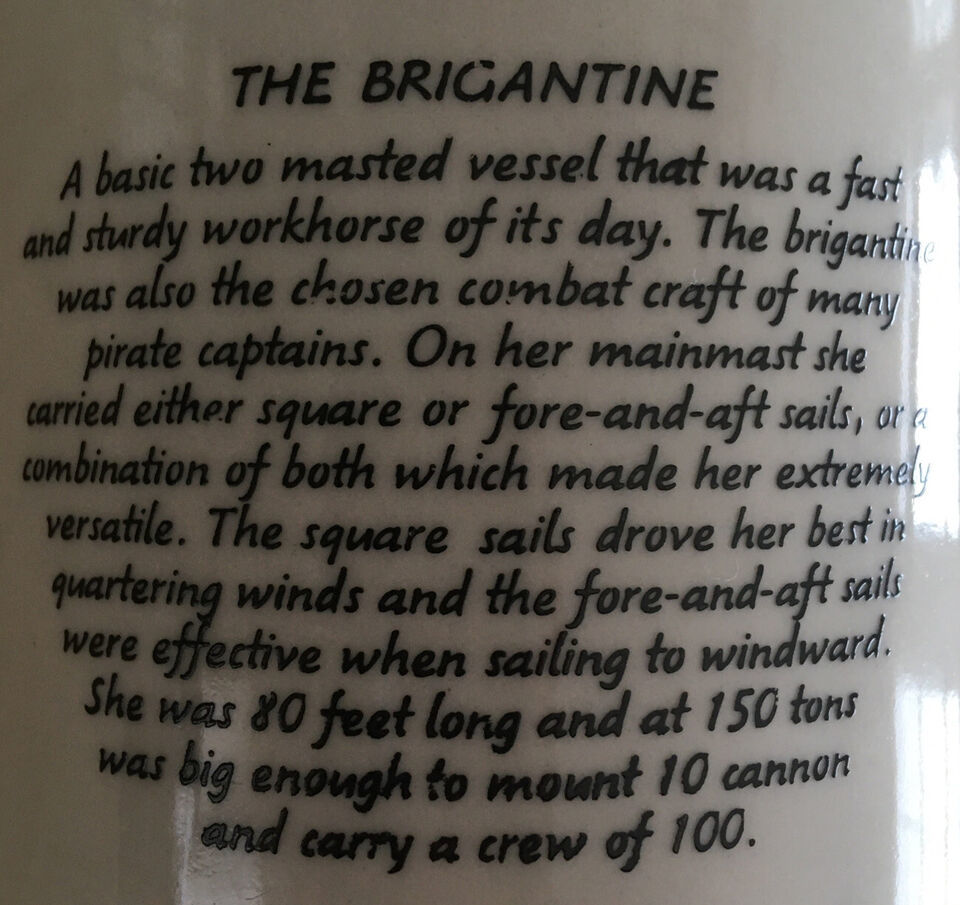 THE BRIGANTINE
A basic two masted vessel that was a fast
and sturdy workhorse of its day. The brigantine
was also the chosen combat craft of many
pirate captains. On her mainmast she
carried either square or fore-and-aft sails, or a
combination of both which made her extremely
versatile. The square sails drove her best in
quartering winds and the fore-and-aft sails
were effective when sailing to windward.
She was 80 feet long and at 150 tons
was big enough to mount 10 cannon
and carry a crew of 100.